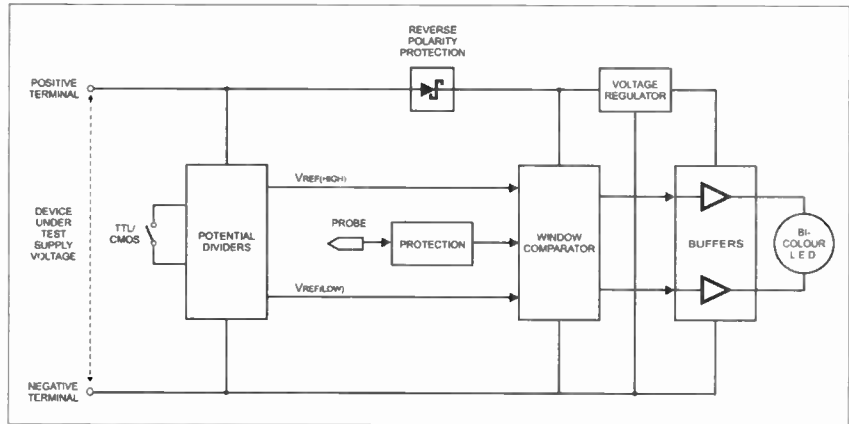 REVERSE
POLARITY
PROTECTION
POSITIVE
TERMINAL
VOLTAGE
REGULATOR
VREF(HIGH)
DEVICE
UNDER
TEST
SUPPLY
VOLTAGE
TTL/
CMOS
POTENTIAL
DIVIDERS
PROBE
PROTECTION
WINDOW
COMPARATOR
BUFFERS
BI-
COLOUR
L E D
VREF(LOW)
NEGATIVE
TERMINAL